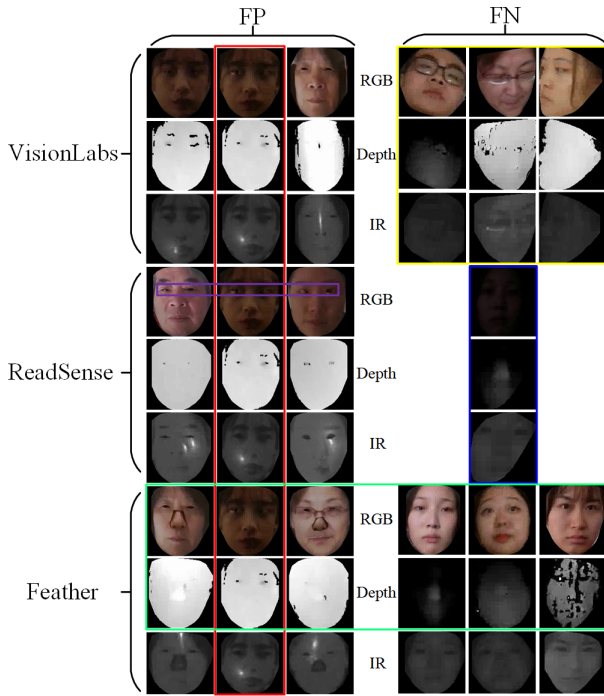 FP FN
RGB
VisionLabs Depth
IR
RGB
ReadSense Depth
IR
RGB
Feather Depth
IR